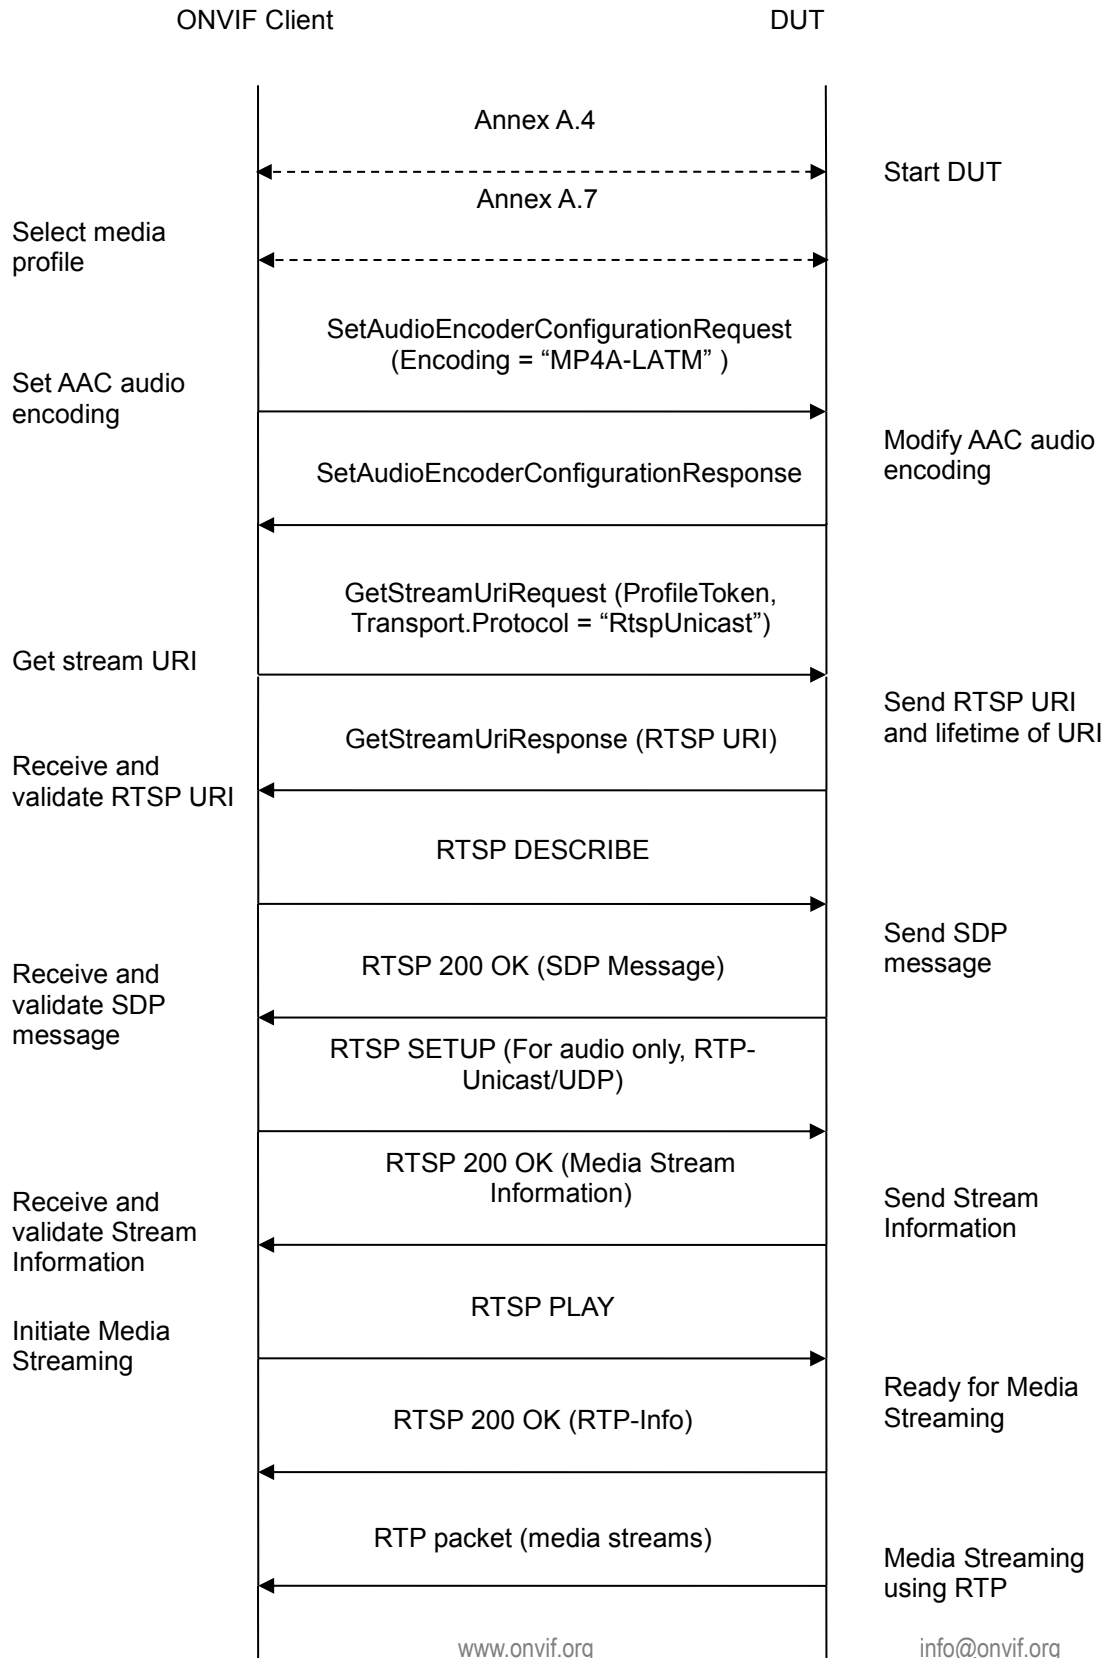 ONVIF Client
DUT
Annex A.4
Start DUT
Annex A.7
Select media
profile
SetAudioEncoderConfigurationRequest
(Encoding = “MP4A-LATM” )
Set AAC audio
encoding
Modify AAC audio
encoding
SetAudioEncoderConfigurationResponse
GetStreamUriRequest (ProfileToken,
Transport.Protocol = “RtspUnicast”)
Get stream URI
Send RTSP URI
and lifetime of URI
GetStreamUriResponse (RTSP URI)
Receive and
validate RTSP URI
RTSP DESCRIBE
Send SDP
message
RTSP 200 OK (SDP Message)
Receive and
validate SDP
message
RTSP SETUP (For audio only, RTP-
Unicast/UDP)
RTSP 200 OK (Media Stream
Information)
Send Stream
Information
Receive and
validate Stream
Information
RTSP PLAY
Initiate Media
Streaming
Ready for Media
Streaming
RTSP 200 OK (RTP-Info)
RTP packet (media streams)
Media Streaming
using RTP
www.onvif.org
info@onvif.org